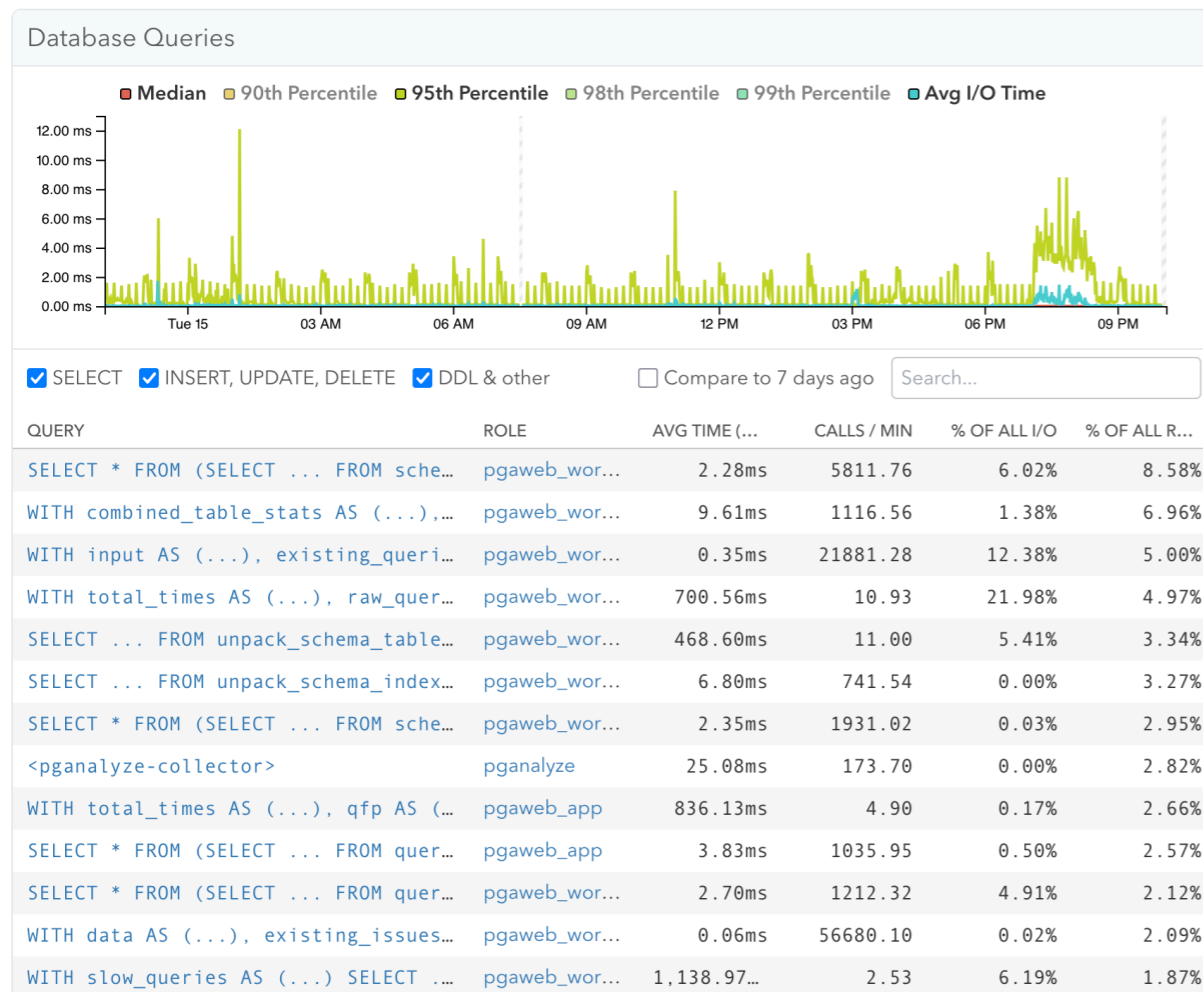 Database Queries
Median 90th Percentile 95th Percentile 98th Percentile 99th Percentile Avg I/O Time
12.00 ms
10.00 ms
8.00 ms
6.00 ms
4.00 ms
2.00 ms
0.00 ms
Tue 15 03 AM 06 AM 09 AM 12 PM 03 PM 06 PM 09 PM
SELECT INSERT, UPDATE, DELETE DDL & other Compare to 7 days ago Search...
QUERY ROLE AVG TIME (... CALLS / MIN % OF ALL I/O % OF ALL R...
SELECT * FROM (SELECT ... FROM sche… pgaweb_wor… 2.28ms 5811.76 6.02% 8.58%
WITH combined_table_stats AS (...),… pgaweb_wor… 9.61ms 1116.56 1.38% 6.96%
WITH input AS (...), existing_queri… pgaweb_wor… 0.35ms 21881.28 12.38% 5.00%
WITH total_times AS (...), raw_quer… pgaweb_wor… 700.56ms 10.93 21.98% 4.97%
SELECT ... FROM unpack_schema_table… pgaweb_wor… 468.60ms 11.00 5.41% 3.34%
SELECT ... FROM unpack_schema_index… pgaweb_wor… 6.80ms 741.54 0.00% 3.27%
SELECT * FROM (SELECT ... FROM sche… pgaweb_wor… 2.35ms 1931.02 0.03% 2.95%
<pganalyze-collector> pganalyze 25.08ms 173.70 0.00% 2.82%
WITH total_times AS (...), qfp AS (… pgaweb_app 836.13ms 4.90 0.17% 2.66%
SELECT * FROM (SELECT ... FROM quer… pgaweb_app 3.83ms 1035.95 0.50% 2.57%
SELECT * FROM (SELECT ... FROM quer… pgaweb_wor… 2.70ms 1212.32 4.91% 2.12%
WITH data AS (...), existing_issues… pgaweb_wor… 0.06ms 56680.10 0.02% 2.09%
WITH slow_queries AS (...) SELECT .… pgaweb_wor… 1,138.97… 2.53 6.19% 1.87%